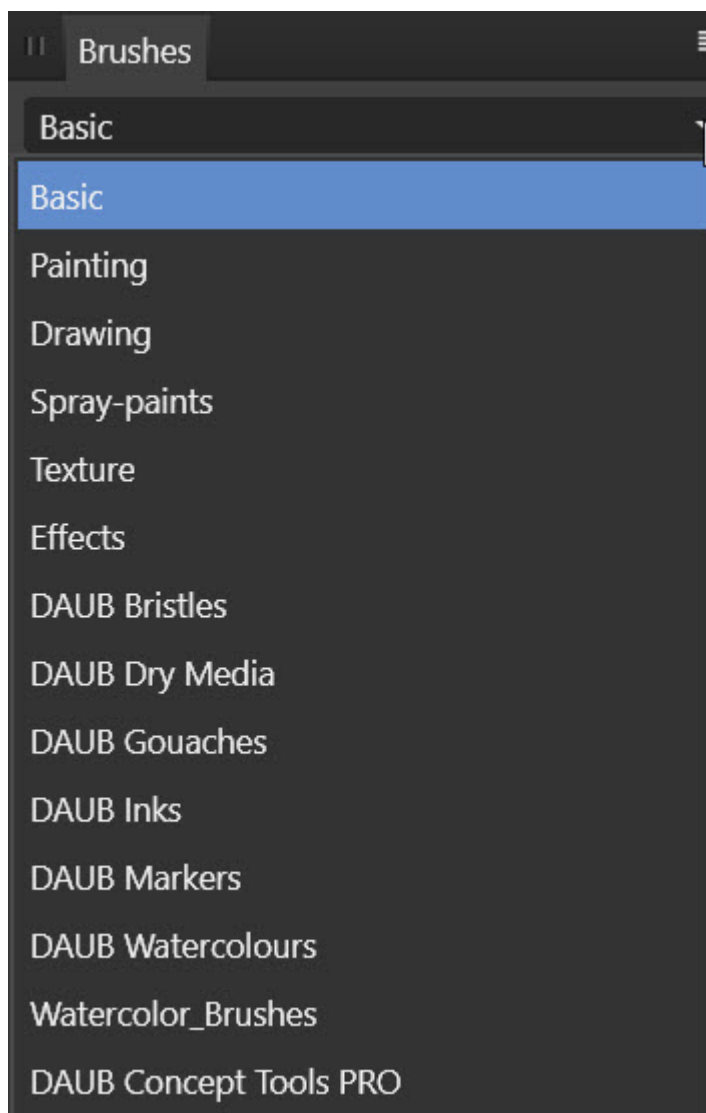 Brushes
Basic
Basic
Painting
Drawing
Spray-paints
Texture
Effects
DAUB Bristles
DAUB Dry Media
DAUB Gouaches
DAUB Inks
DAUB Markers
DAUB Watercolours
Watercolor_Brushes
DAUB Concept Tools PRO